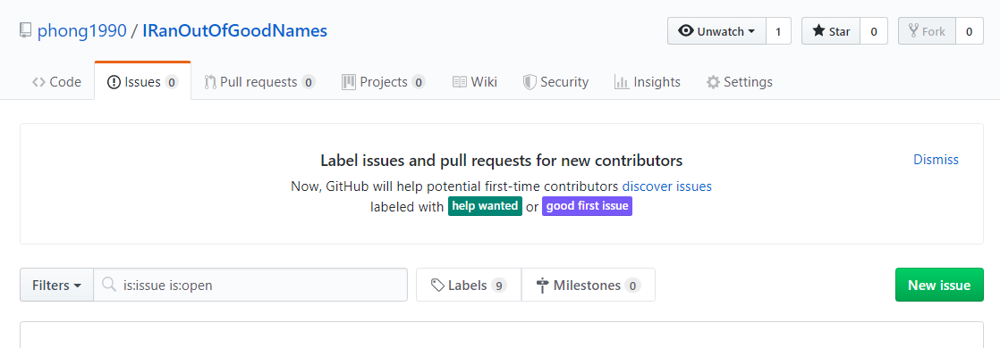 phong1990 / IRanOutOfGoodNames
Unwatch 1 Star 0 Fork 0
Code Issues 0 Pull requests 0 Projects 0 Wiki Security Insights Settings
Label issues and pull requests for new contributors
Dismiss
Now, GitHub will help potential first-time contributors discover issues
labeled with help wanted or good first issue
Filters is:issue is:open Labels 9 Milestones 0 New issue